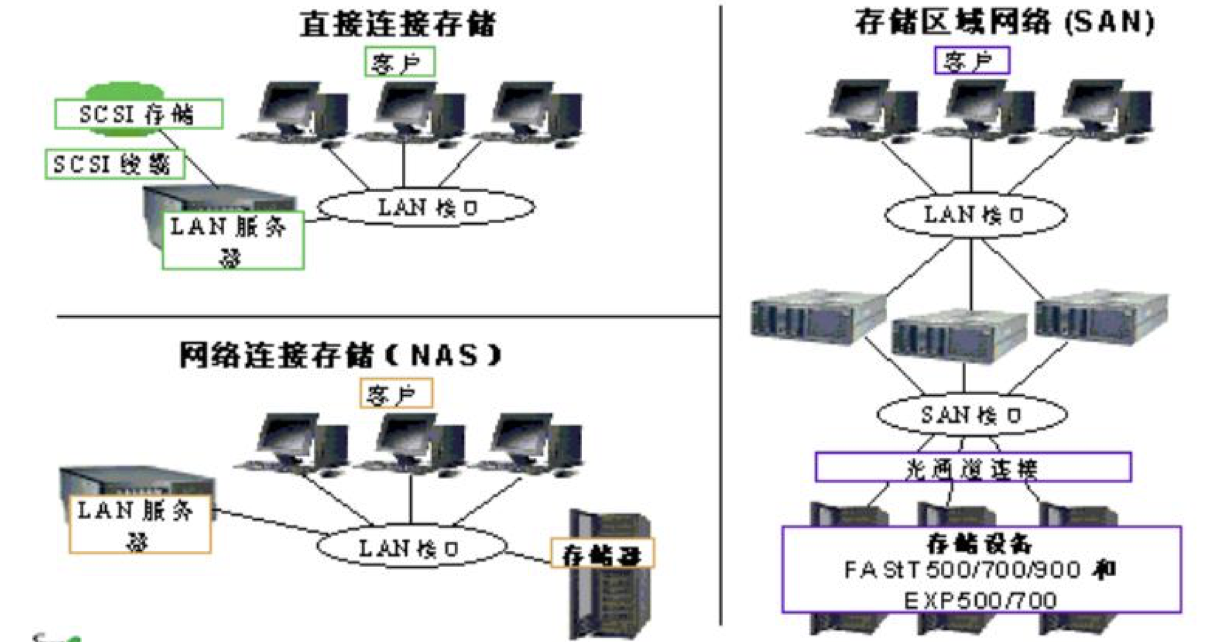 直接连接存储
客户
SCSI 存储
SCSI 线缆
LAN 服务
器
LAN 接口
网络连接存储（NAS）
客户
LAN 服务
器
LAN 接口
存储器
存储区域网络 (SAN)
客户
LAN 接口
SAN 接口
光通道连接
存储设备
FAStT500/700/900 和
EXP500/700